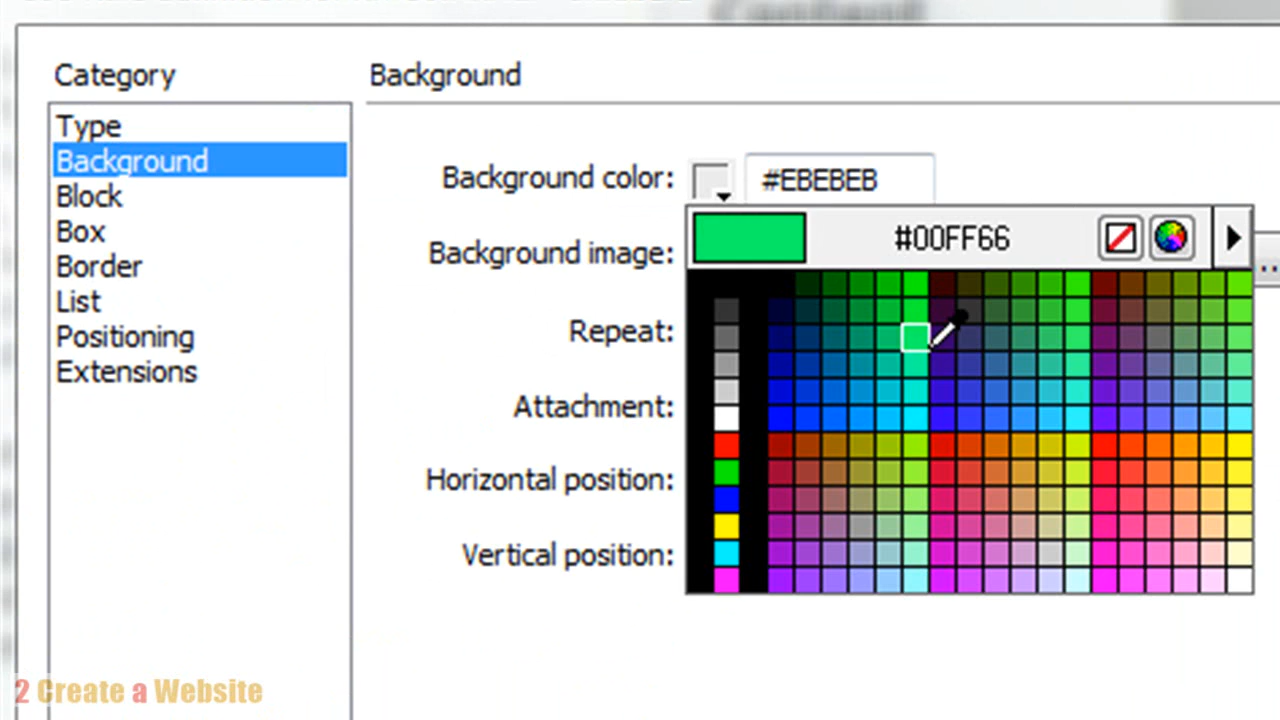 Category
Background
Type
Background
Block
Box
Border
List
Positioning
Extensions
Background color:
#EBEBEB
#00FF66
Background image:
Repeat:
Attachment:
Horizontal position:
Vertical position:
2 Create a Website